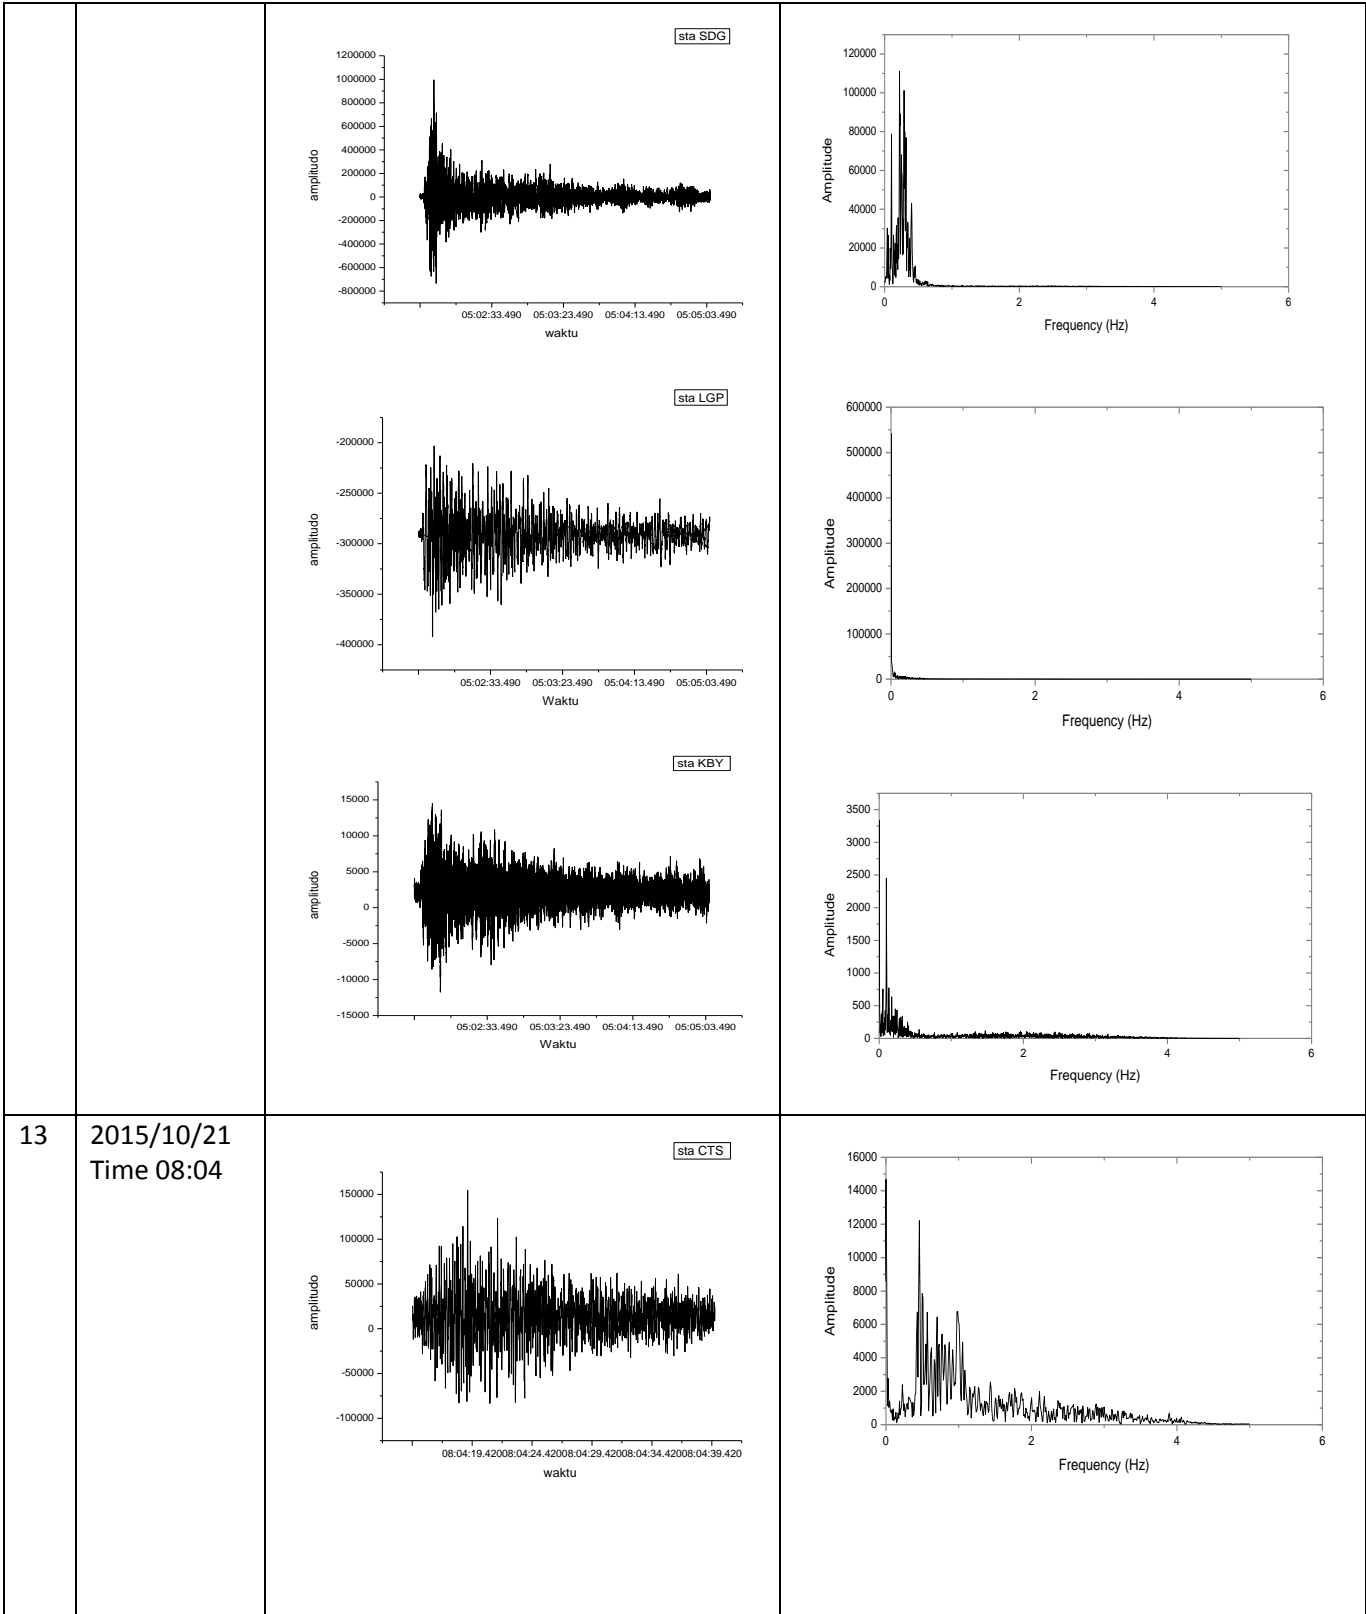 sta SDG
1200000
1000000
800000
600000
400000
200000
0
-200000
-400000
-600000
-800000
amplitudo
05:02:33.490 05:03:23.490 05:04:13.490 05:05:03.490
waktu
120000
100000
80000
60000
40000
20000
0
Amplitude
0 2 4 6
Frequency (Hz)
sta LGP
-200000
-250000
-300000
-350000
-400000
amplitudo
05:02:33.490 05:03:23.490 05:04:13.490 05:05:03.490
Waktu
600000
500000
400000
300000
200000
100000
0
Amplitude
0 2 4 6
Frequency (Hz)
sta KBY
15000
10000
5000
0
-5000
-10000
-15000
amplitudo
05:02:33.490 05:03:23.490 05:04:13.490 05:05:03.490
Waktu
3500
3000
2500
2000
1500
1000
500
0
Amplitude
0 2 4 6
Frequency (Hz)
13
2015/10/21
Time 08:04
sta CTS
150000
100000
50000
0
-50000
-100000
amplitudo
08:04:19.42008:04:24.42008:04:29.42008:04:34.42008:04:39.420
waktu
16000
14000
12000
10000
8000
6000
4000
2000
0
Amplitude
0 2 4 6
Frequency (Hz)